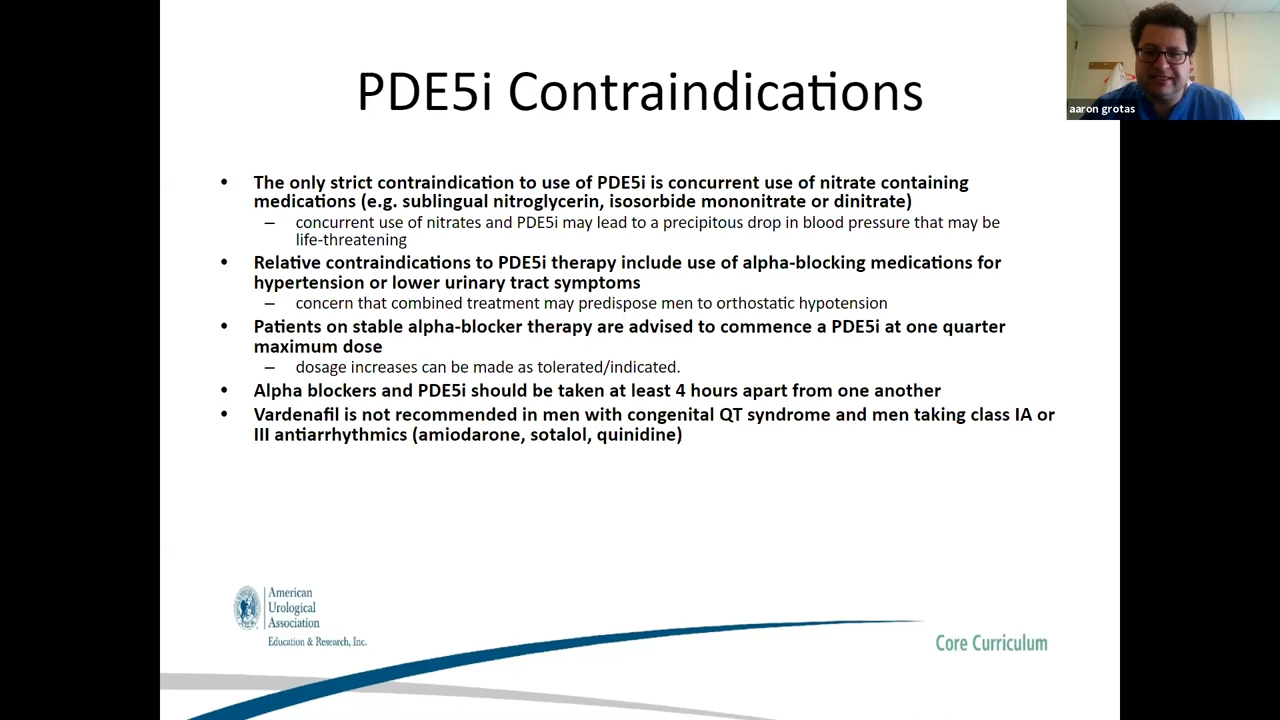 PDE5i Contraindications
aaron grotas
• The only strict contraindication to use of PDE5i is concurrent use of nitrate containing
medications (e.g. sublingual nitroglycerin, isosorbide mononitrate or dinitrate)
– concurrent use of nitrates and PDE5i may lead to a precipitous drop in blood pressure that may be
life-threatening
• Relative contraindications to PDE5i therapy include use of alpha-blocking medications for
hypertension or lower urinary tract symptoms
– concern that combined treatment may predispose men to orthostatic hypotension
• Patients on stable alpha-blocker therapy are advised to commence a PDE5i at one quarter
maximum dose
– dosage increases can be made as tolerated/indicated.
• Alpha blockers and PDE5i should be taken at least 4 hours apart from one another
• Vardenafil is not recommended in men with congenital QT syndrome and men taking class IA or
III antiarrhythmics (amiodarone, sotalol, quinidine)
American
Urological
Association
Education & Research, Inc.
Core Curriculum